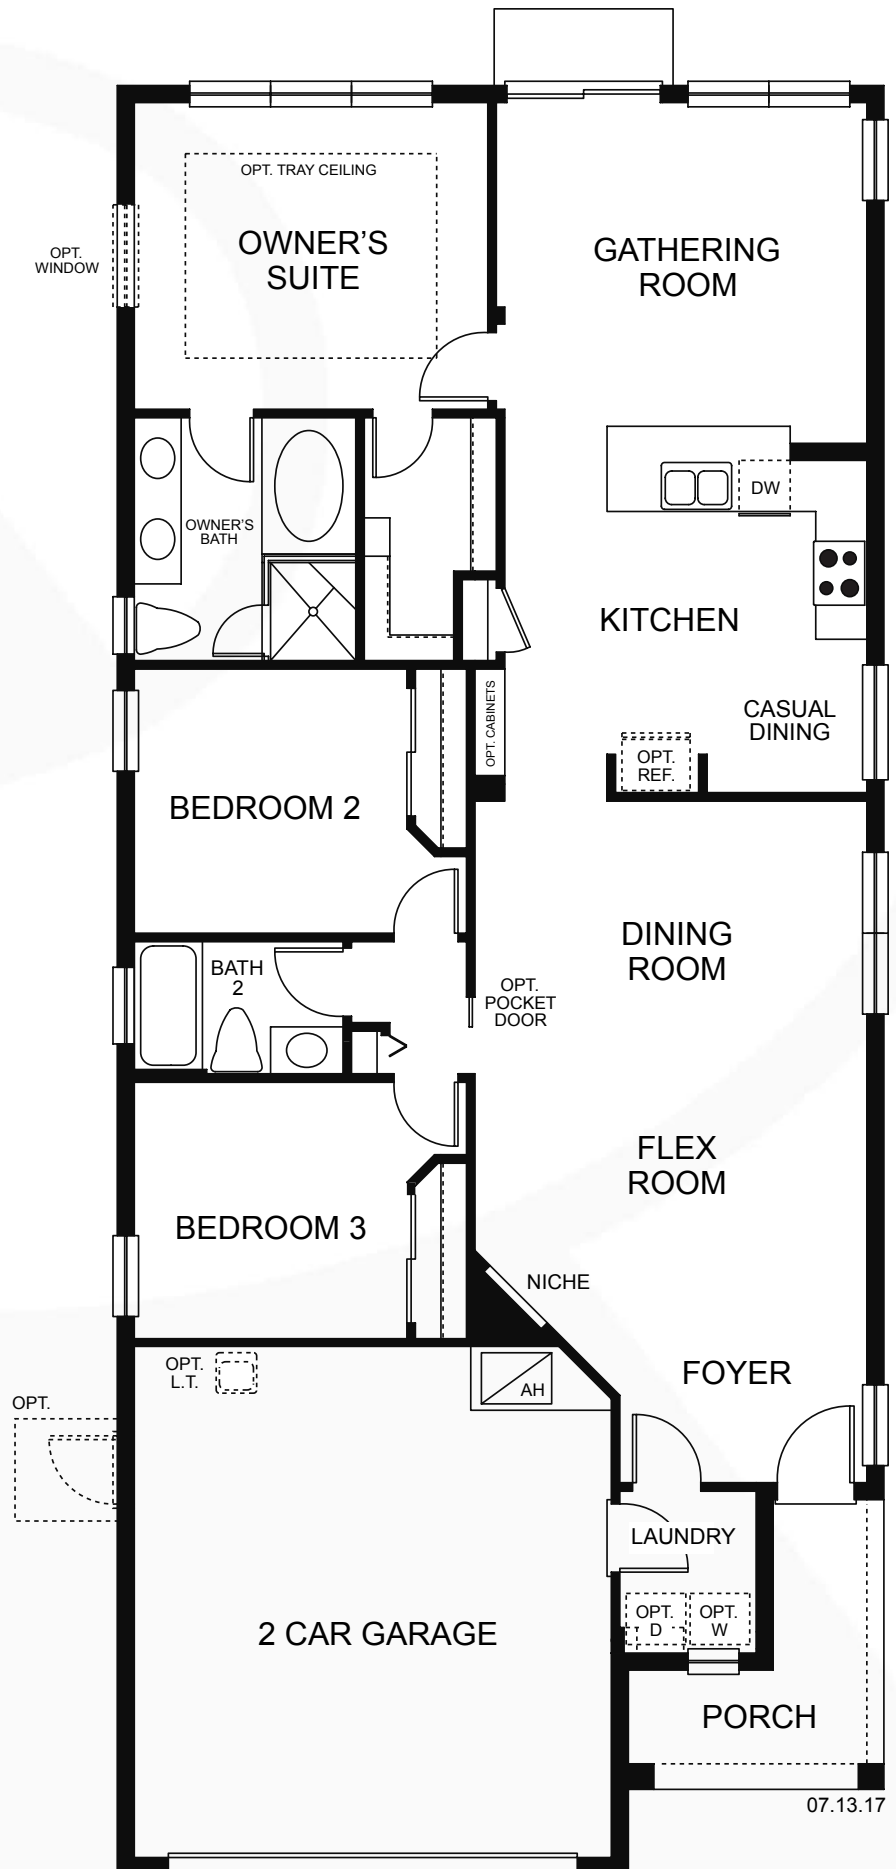 OPT. TRAY CEILING
OWNER'S
SUITE
OPT.
WINDOW
GATHERING
ROOM
DW
OWNER'S
BATH
KITCHEN
OPT. CABINETS
CASUAL
DINING
OPT.
REF.
BEDROOM 2
DINING
ROOM
BATH
2
OPT.
POCKET
DOOR
FLEX
ROOM
BEDROOM 3
NICHE
OPT.
L.T.
AH
FOYER
OPT.
LAUNDRY
OPT.
D
OPT.
W
2 CAR GARAGE
PORCH
07.13.17